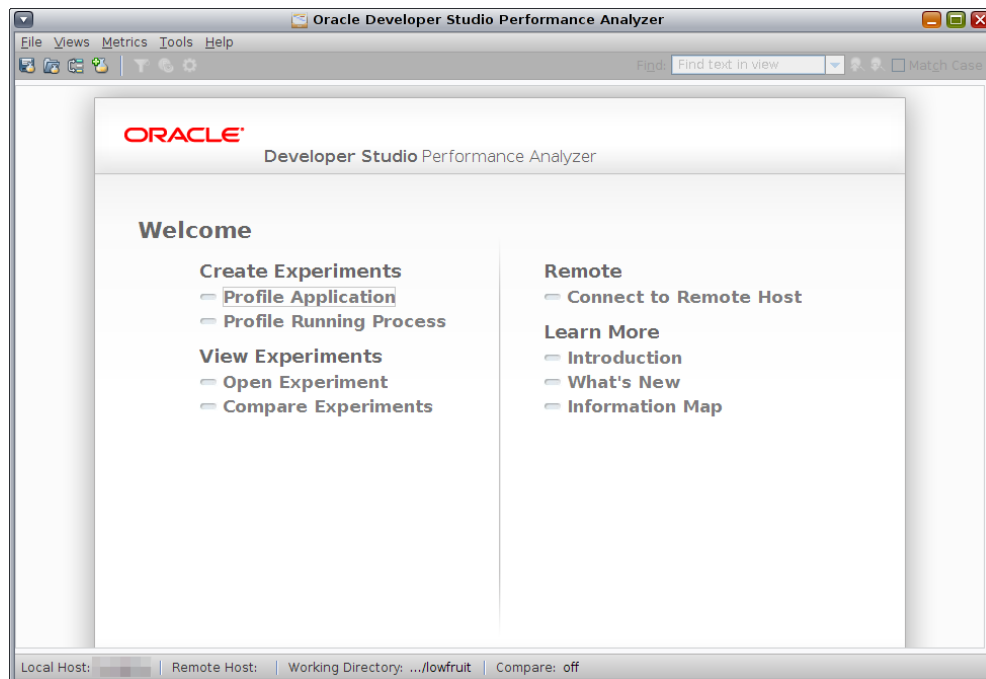 Oracle Developer Studio Performance Analyzer
File Views Metrics Tools Help
Find: Find text in view Match Case
ORACLE®
Developer Studio Performance Analyzer
Welcome
Create Experiments
Profile Application
Profile Running Process
View Experiments
Open Experiment
Compare Experiments
Remote
Connect to Remote Host
Learn More
Introduction
What's New
Information Map
Local Host: Remote Host: Working Directory: .../lowfruit Compare: off